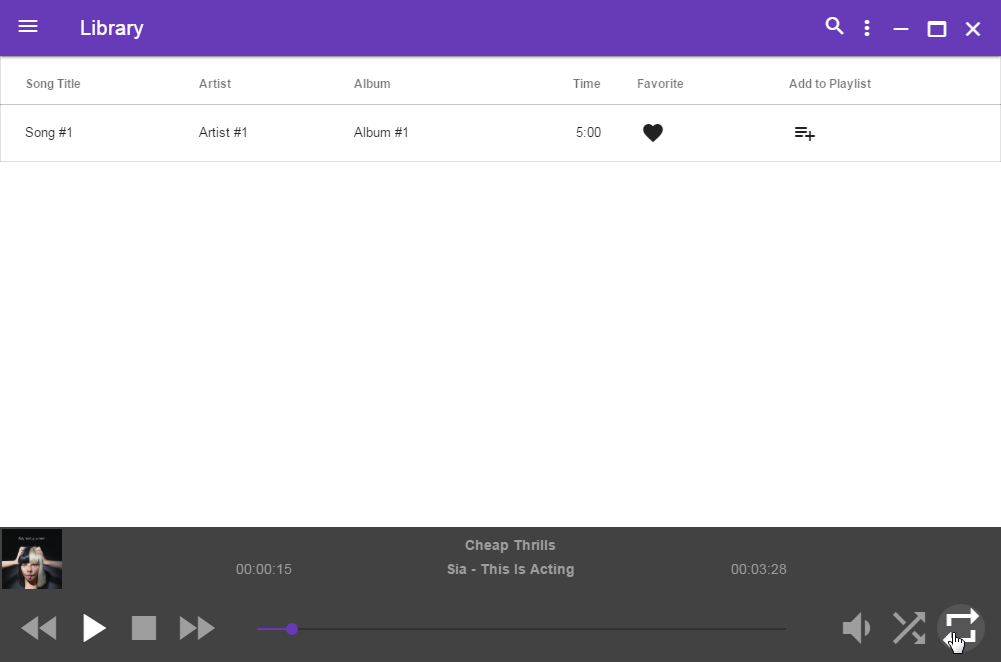 Library
Song Title Artist Album Time Favorite Add to Playlist
Song #1 Artist #1 Album #1 5:00
Cheap Thrills
00:00:15 Sia - This Is Acting 00:03:28